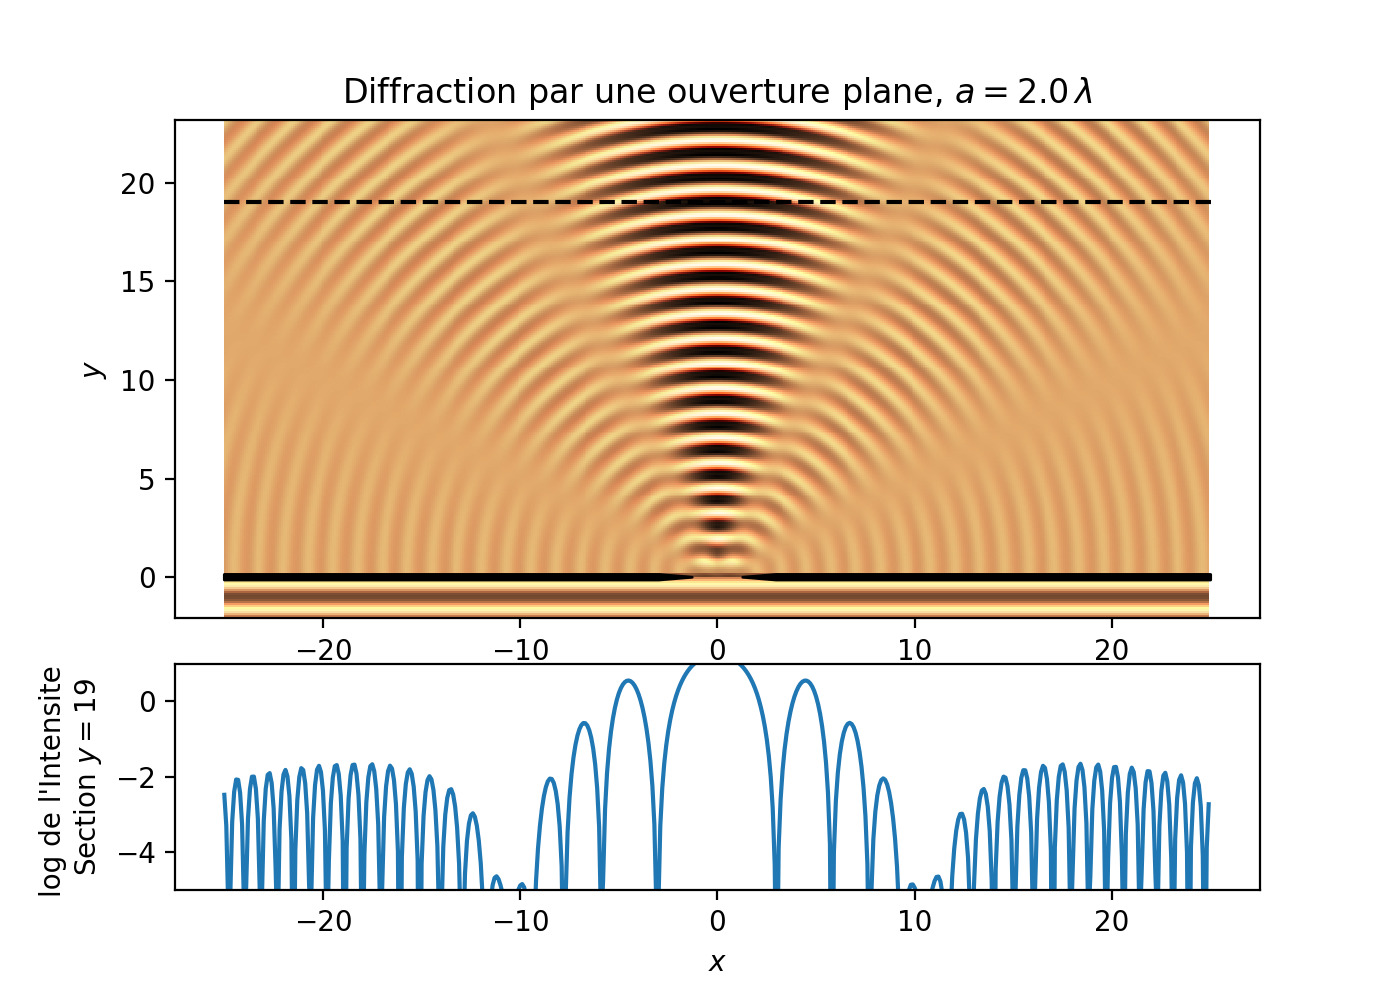 Diffraction par une ouverture plane, a = 2.0 λ
y
20
15
10
5
0
−20 −10 0 10 20
log de l'Intensite
Section y = 19
0
−2
−4
−20 −10 0 10 20
x